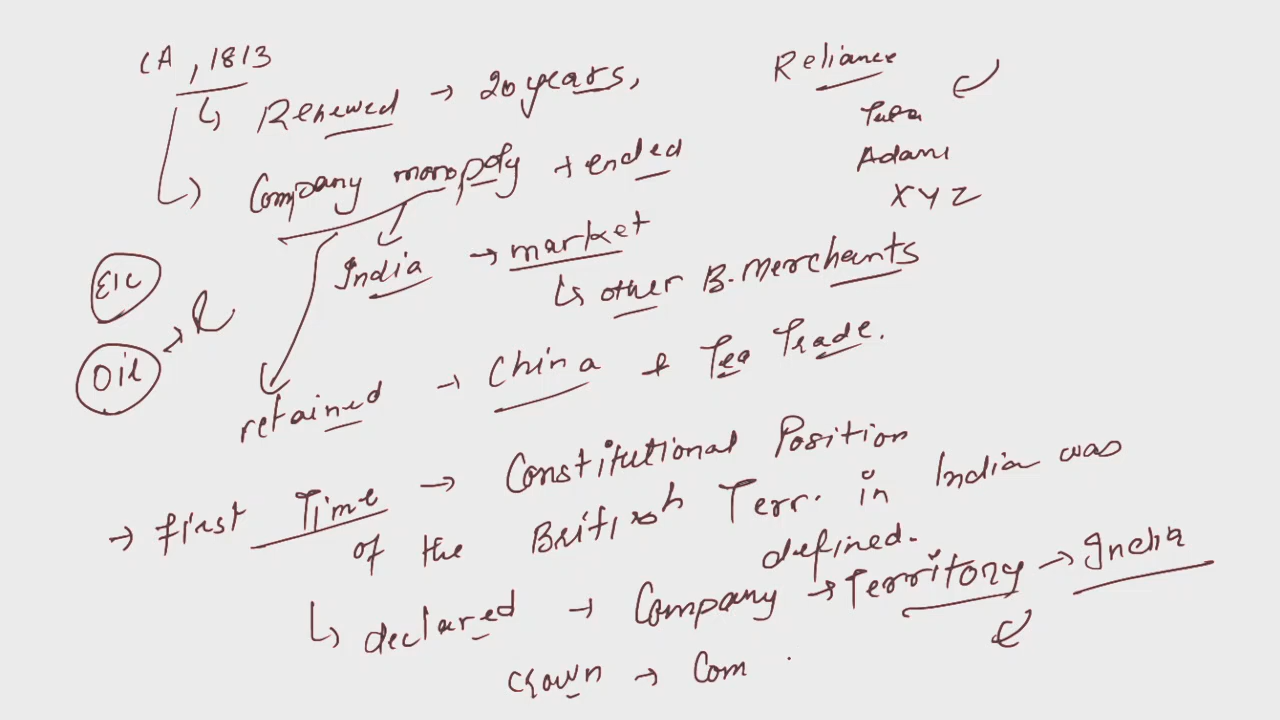 CA, 1813
↳ Renewed → 20 years,
↳ Company monopoly → ended
India → market
↳ other B. Merchants
retained → China & Tea Trade.
Reliance
Tata
Adani
XYZ
EIC
Oil → R
→ first Time → Constitutional Position
of the British Terr. in India was
defined.
↳ declared → Company → Territory → India
Crown → Com